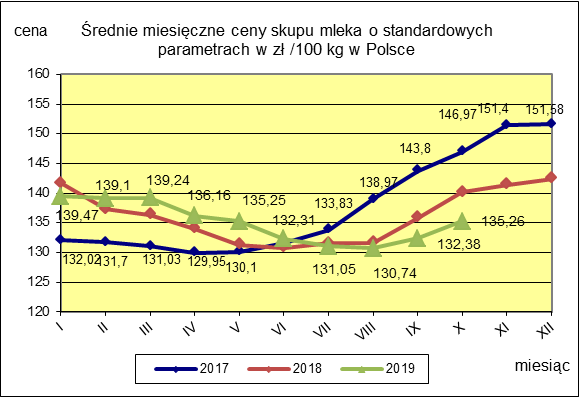 cena
Średnie miesięczne ceny skupu mleka o standardowych
parametrach w zł /100 kg w Polsce
160
155
150
145
140
135
130
125
120
146,97
151,4
151,58
143,8
138,97
139,1
139,24
136,16
135,25
133,83
139,47
132,31
135,26
132,38
132,02
131,7
131,03
129,95
130,1
131,05
130,74
I
II
III
IV
V
VI
VII
VIII
IX
X
XI
XII
miesiąc
2017
2018
2019